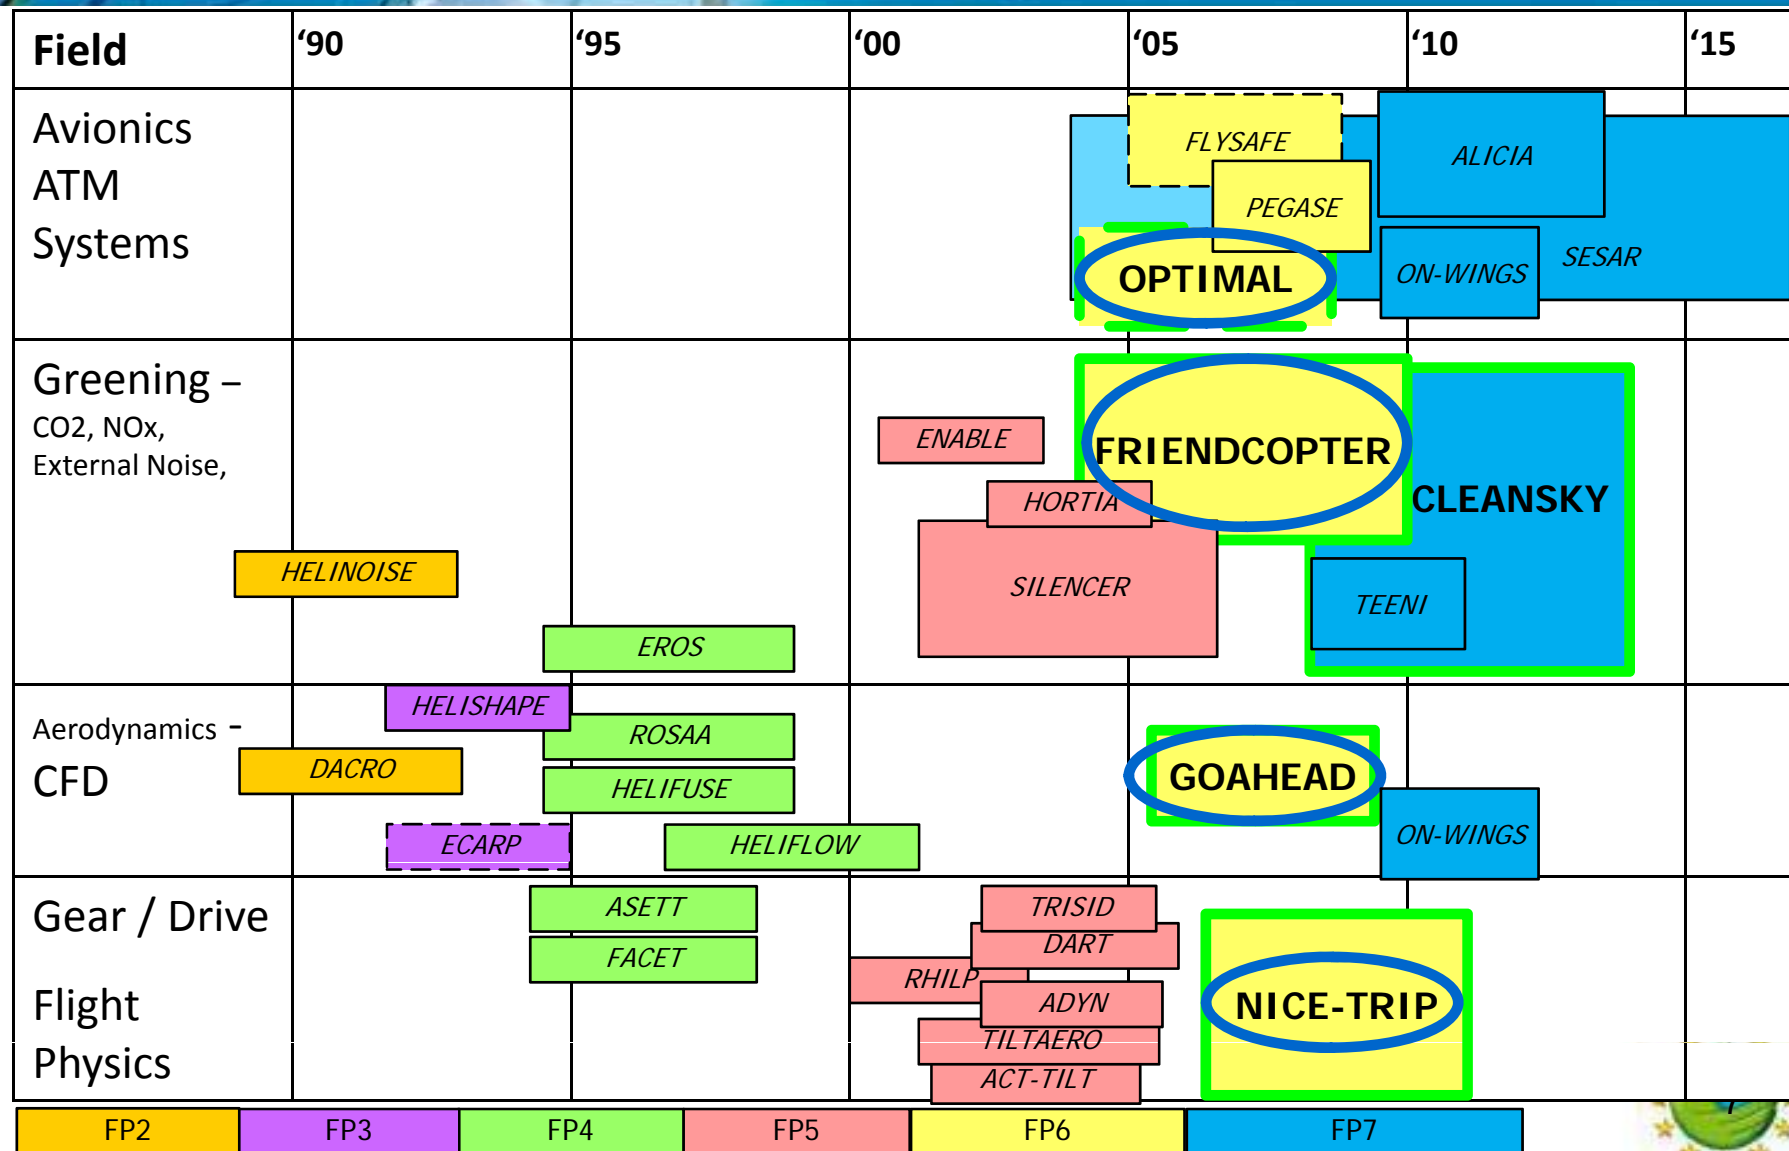 Field
‘90
‘95
‘00
‘05
‘10
‘15
Avionics
ATM
Systems
FLYSAFE
ALICIA
PEGASE
OPTIMAL
ON-WINGS
SESAR
Greening –
CO2, NOx,
External Noise,
ENABLE
FRIENDCOPTER
HORTIA
CLEANSKY
HELINOISE
SILENCER
TEENI
EROS
Aerodynamics -
CFD
HELISHAPE
ROSAA
DACRO
HELIFUSE
GOAHEAD
ECARP
HELIFLOW
ON-WINGS
Gear / Drive
Flight
Physics
ASETT
TRISID
DART
FACET
RHILP
ADYN
NICE-TRIP
TILTAERO
ACT-TILT
FP2
FP3
FP4
FP5
FP6
FP7